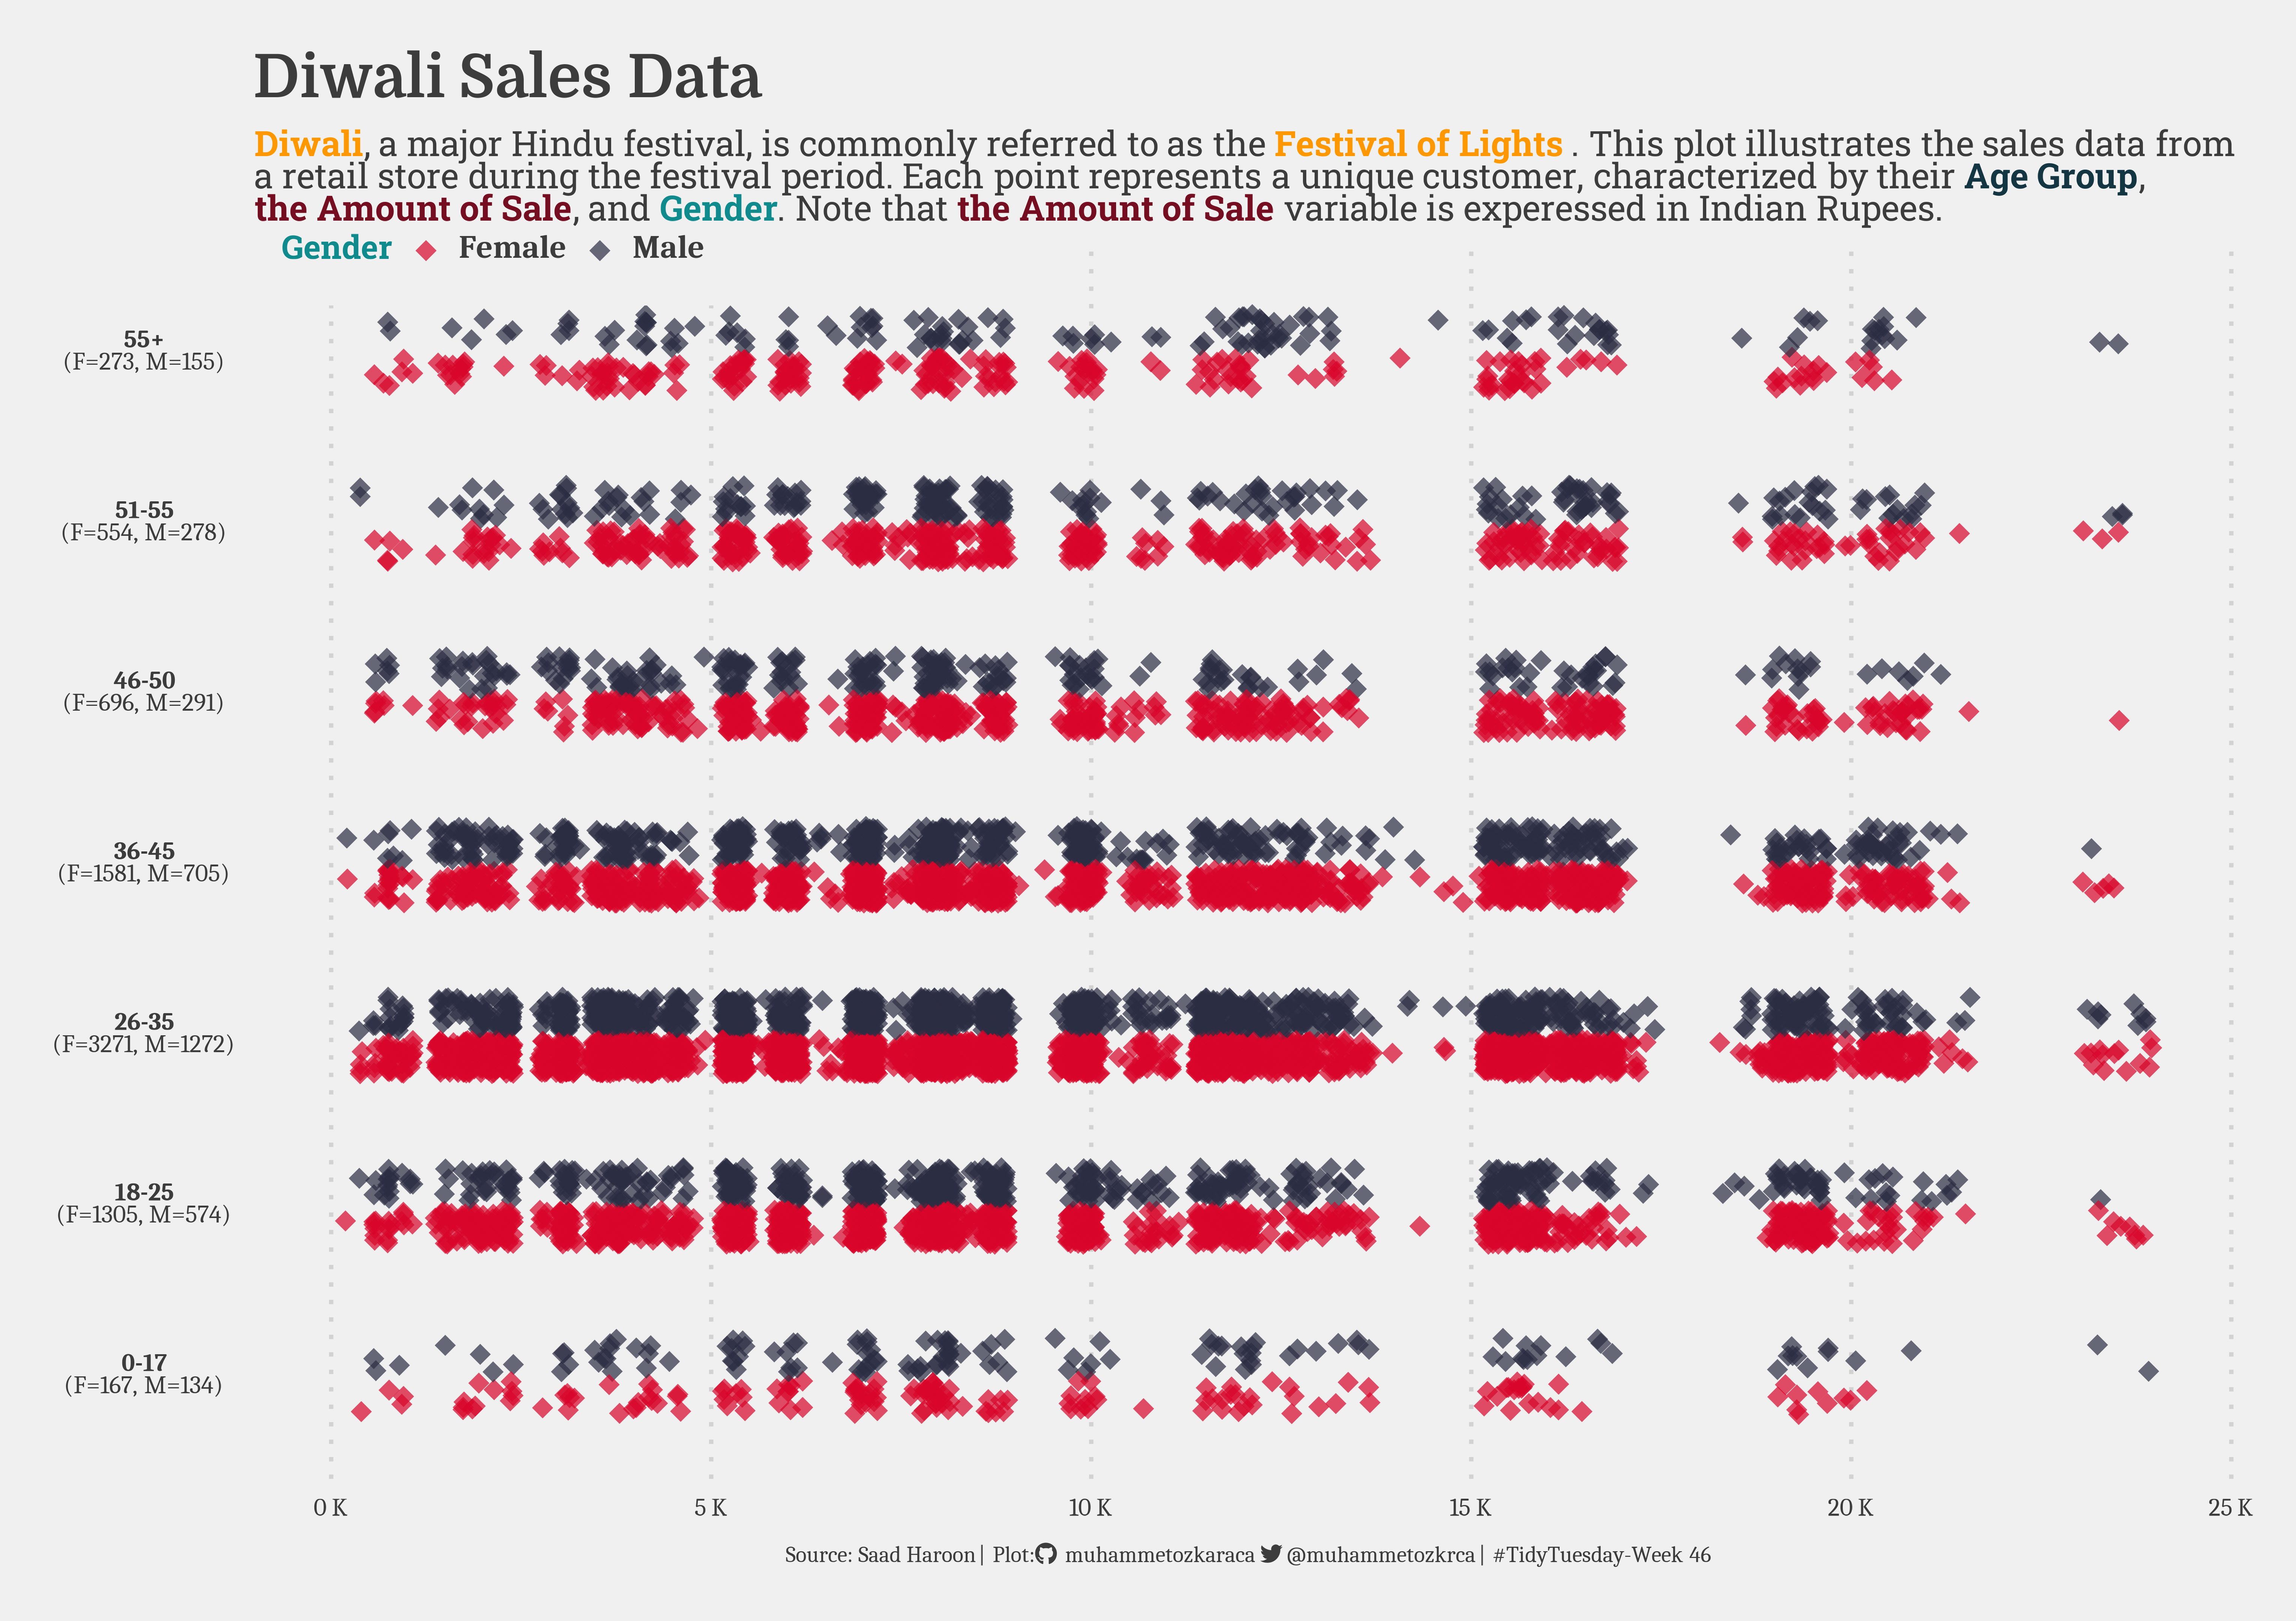 Diwali Sales Data
Diwali, a major Hindu festival, is commonly referred to as the Festival of Lights . This plot illustrates the sales data from
a retail store during the festival period. Each point represents a unique customer, characterized by their Age Group,
the Amount of Sale, and Gender. Note that the Amount of Sale variable is experessed in Indian Rupees.
Gender Female Male
55+
(F=273, M=155)
51-55
(F=554, M=278)
46-50
(F=696, M=291)
36-45
(F=1581, M=705)
26-35
(F=3271, M=1272)
18-25
(F=1305, M=574)
0-17
(F=167, M=134)
0 K 5 K 10 K 15 K 20 K 25 K
Source: Saad Haroon| Plot: muhammetozkaraca @muhammetozkrca| #TidyTuesday-Week 46